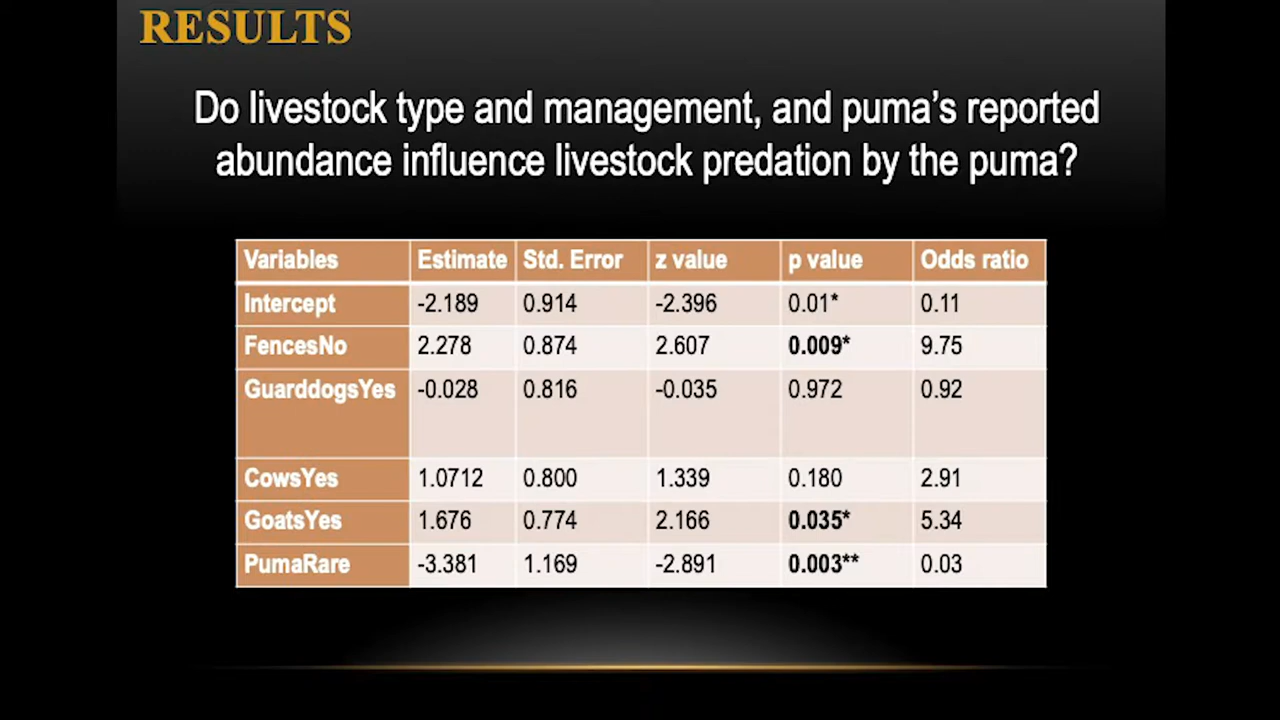 RESULTS
Do livestock type and management, and puma's reported
abundance influence livestock predation by the puma?
Variables Estimate Std. Error z value p value Odds ratio
Intercept -2.189 0.914 -2.396 0.01* 0.11
FencesNo 2.278 0.874 2.607 0.009* 9.75
GuarddogsYes -0.028 0.816 -0.035 0.972 0.92
CowsYes 1.0712 0.800 1.339 0.180 2.91
GoatsYes 1.676 0.774 2.166 0.035* 5.34
PumaRare -3.381 1.169 -2.891 0.003** 0.03